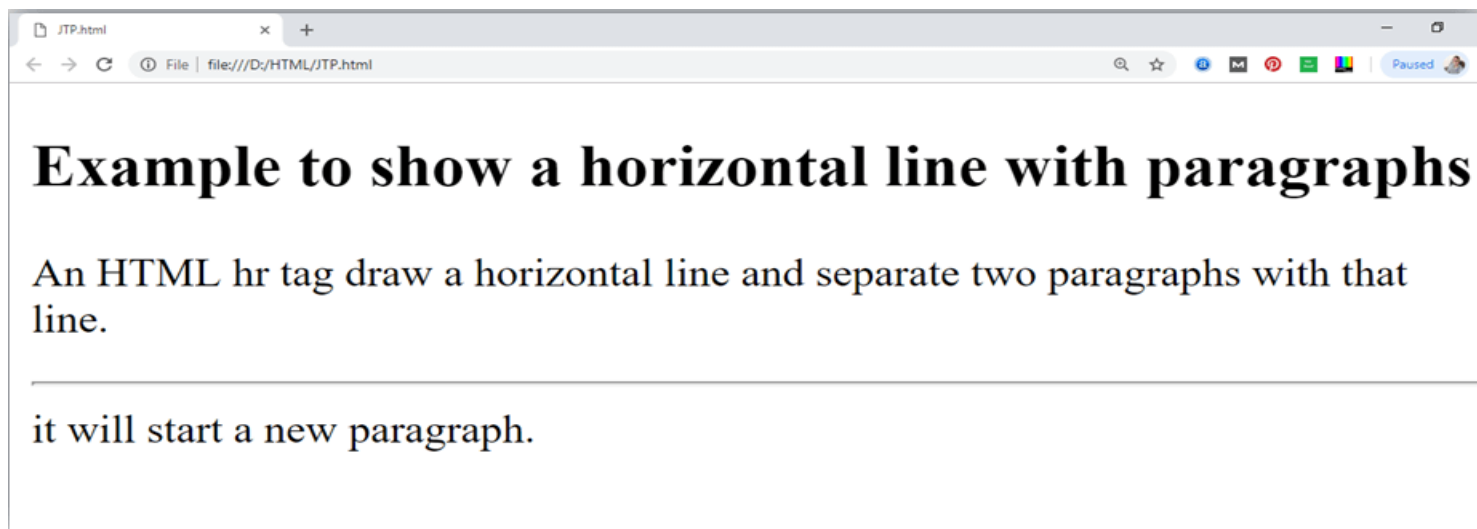 JTP.html
File | file:///D:/HTML/JTP.html
Paused
Example to show a horizontal line with paragraphs
An HTML hr tag draw a horizontal line and separate two paragraphs with that
line.
it will start a new paragraph.